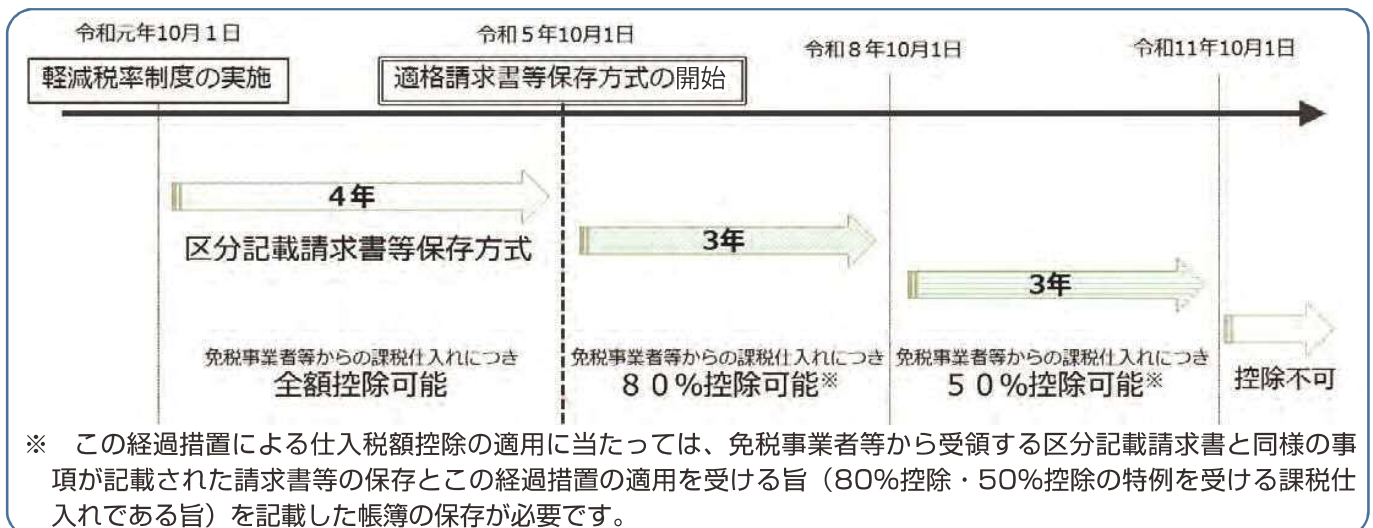 令和元年10月1日
令和5年10月1日
令和8年10月1日
令和11年10月1日
軽減税率制度の実施
適格請求書等保存方式の開始
4年
区分記載請求書等保存方式
3年
3年
免税事業者等からの課税仕入れにつき
全額控除可能
免税事業者等からの課税仕入れにつき
80%控除可能※
免税事業者等からの課税仕入れにつき
50%控除可能※
控除不可
※ この経過措置による仕入税額控除の適用に当たっては、免税事業者等から受領する区分記載請求書と同様の事
項が記載された請求書等の保存とこの経過措置の適用を受ける旨(80%控除・50%控除の特例を受ける課税仕
入れである旨)を記載した帳簿の保存が必要です。